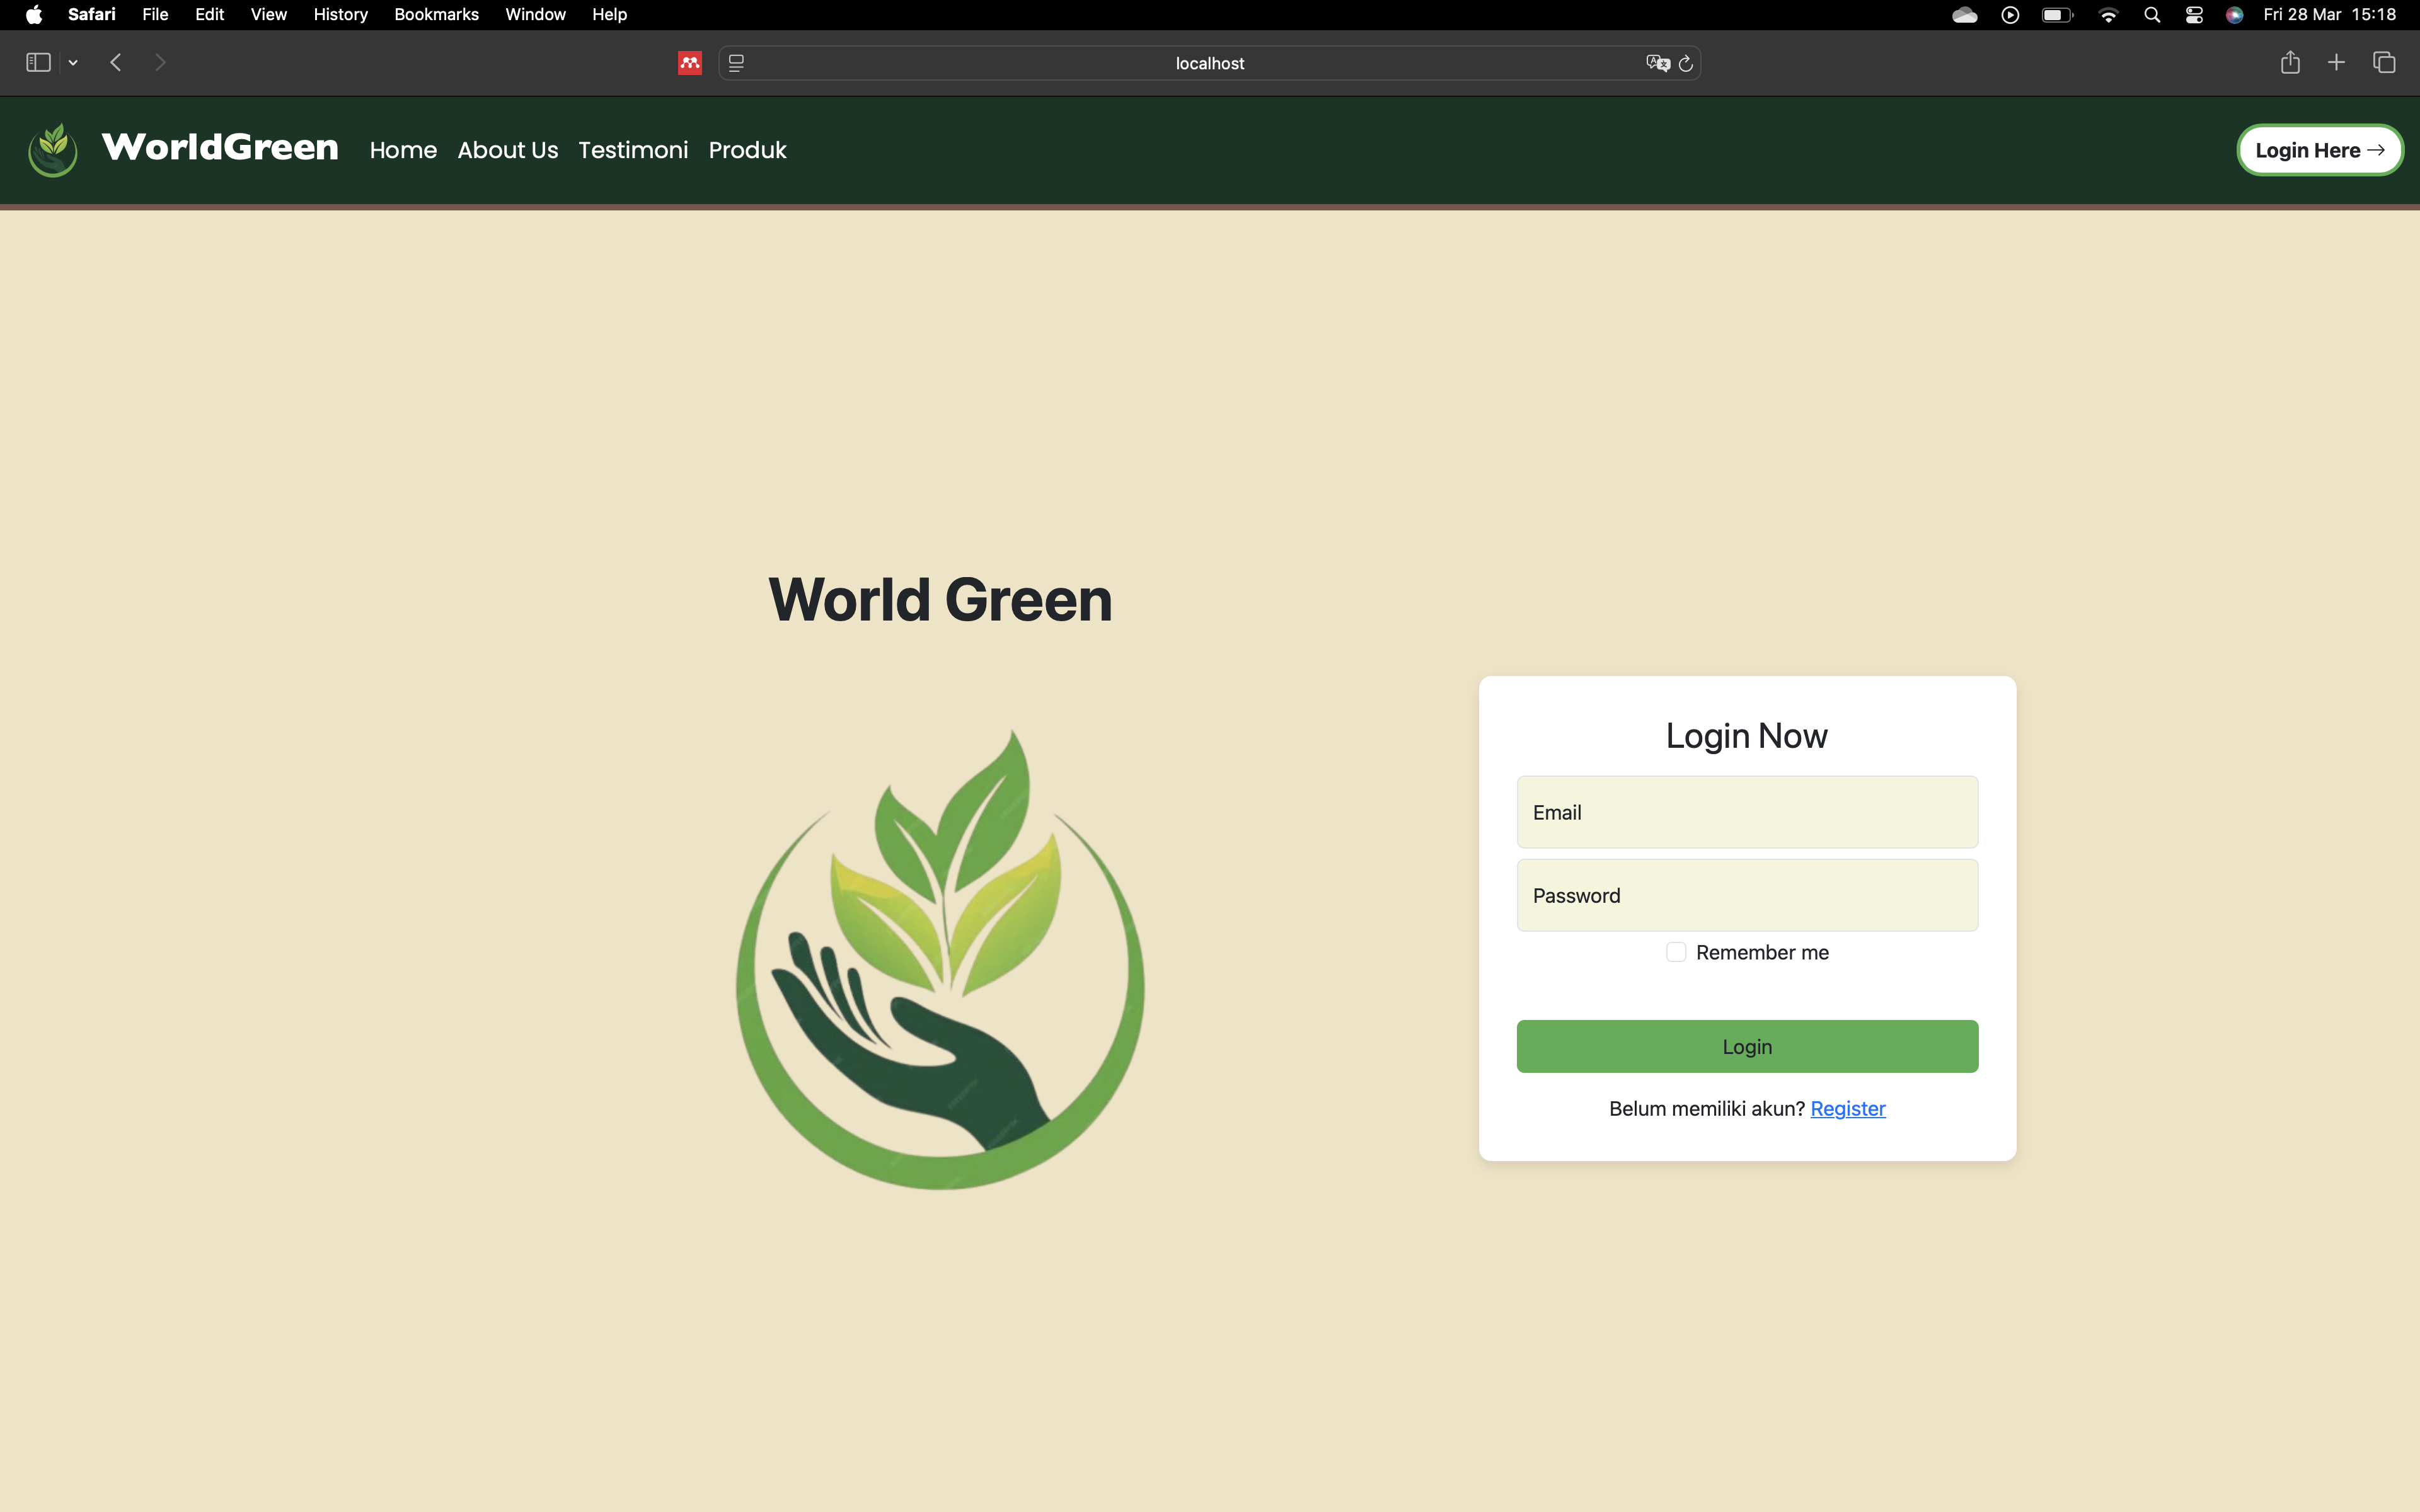 Safari File Edit View History Bookmarks Window Help Fri 28 Mar 15:18
localhost
WorldGreen Home About Us Testimoni Produk Login Here →
World Green
Login Now
Email
Password
Remember me
Login
Belum memiliki akun? Register